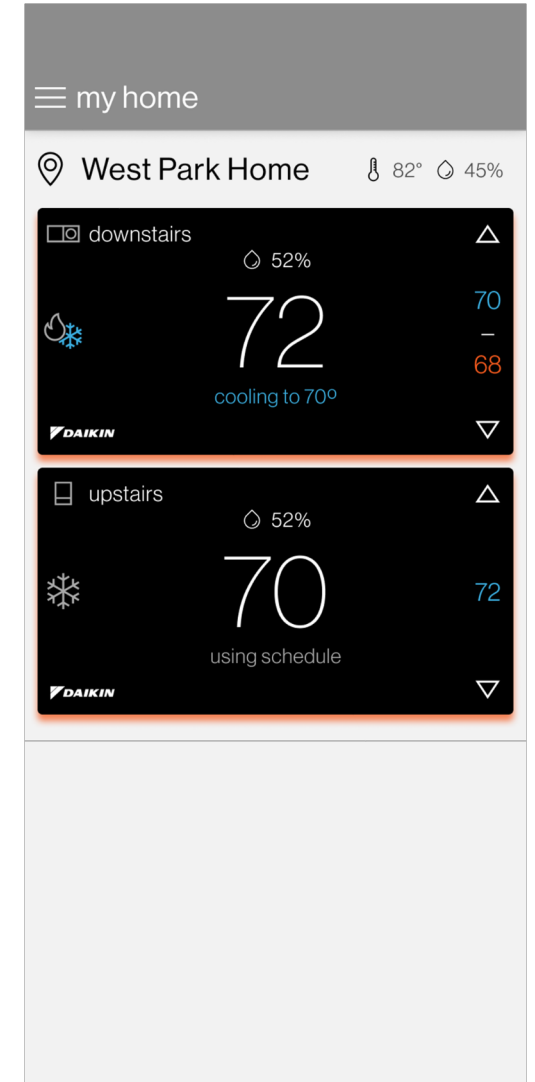 my home
West Park Home 82° 45%
downstairs
52%
72
70
–
68
cooling to 70º
DAIKIN
upstairs
52%
70
72
using schedule
DAIKIN